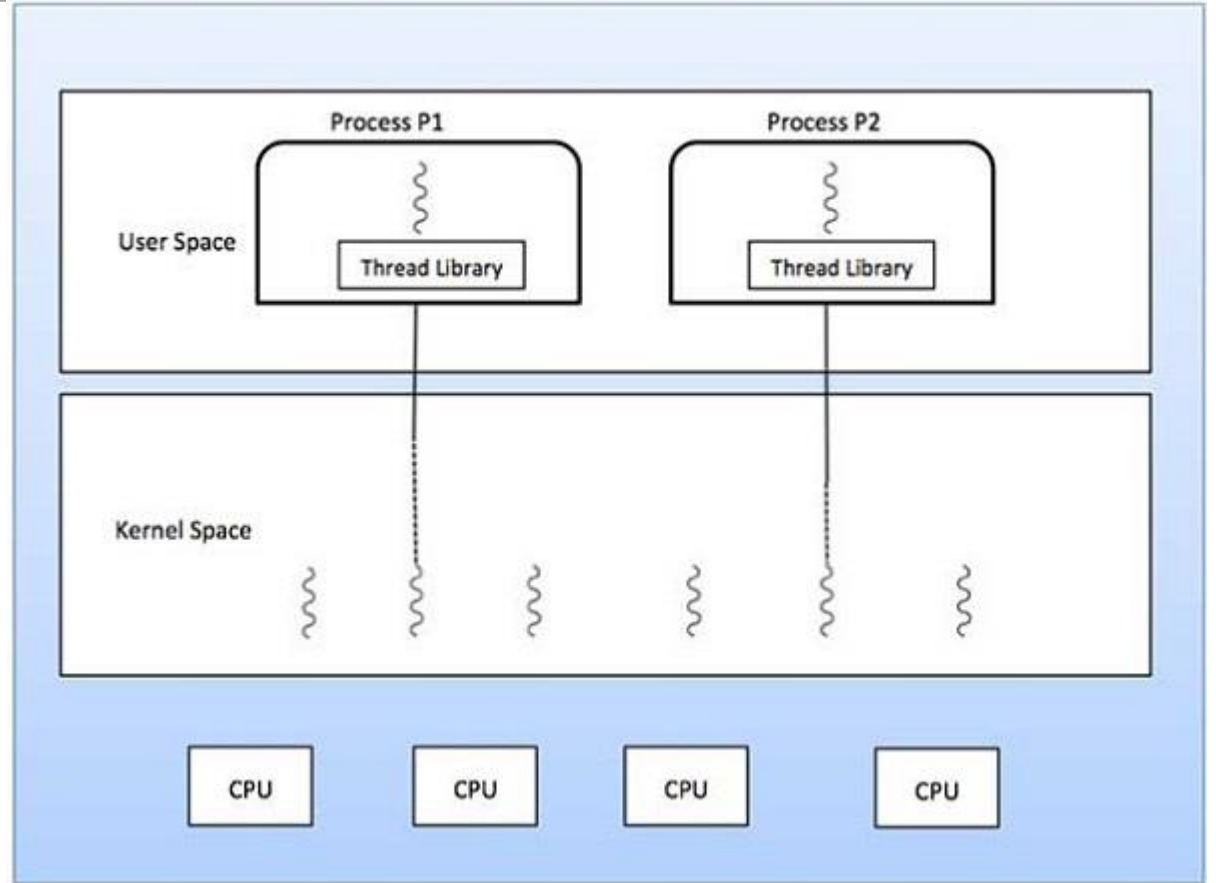 Process P1
Process P2
User Space
Thread Library
Thread Library
Kernel Space
CPU
CPU
CPU
CPU